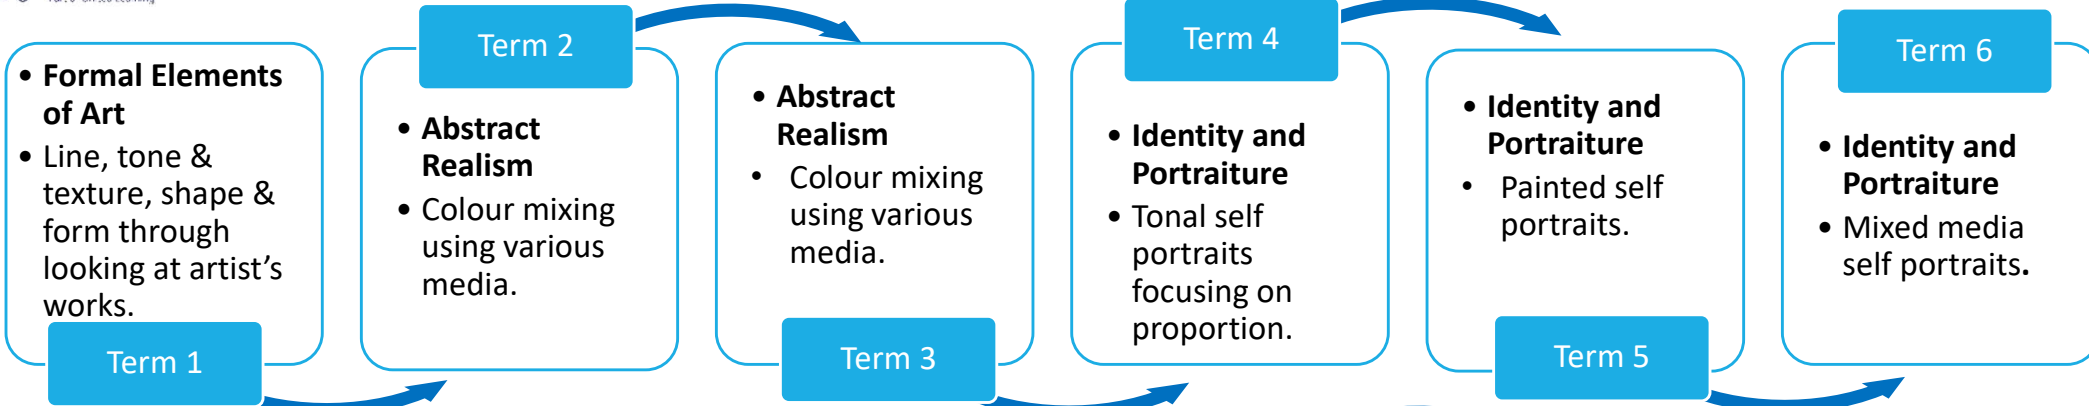 • Formal Elements
of Art
• Line, tone &
texture, shape &
form through
looking at artist's
works.
Term 1
Term 2
• Abstract
Realism
• Colour mixing
using various
media.
• Abstract
Realism
• Colour mixing
using various
media.
Term 3
Term 4
• Identity and
Portraiture
• Tonal self
portraits
focusing on
proportion.
• Identity and
Portraiture
• Painted self
portraits.
Term 5
Term 6
• Identity and
Portraiture
• Mixed media
self portraits.